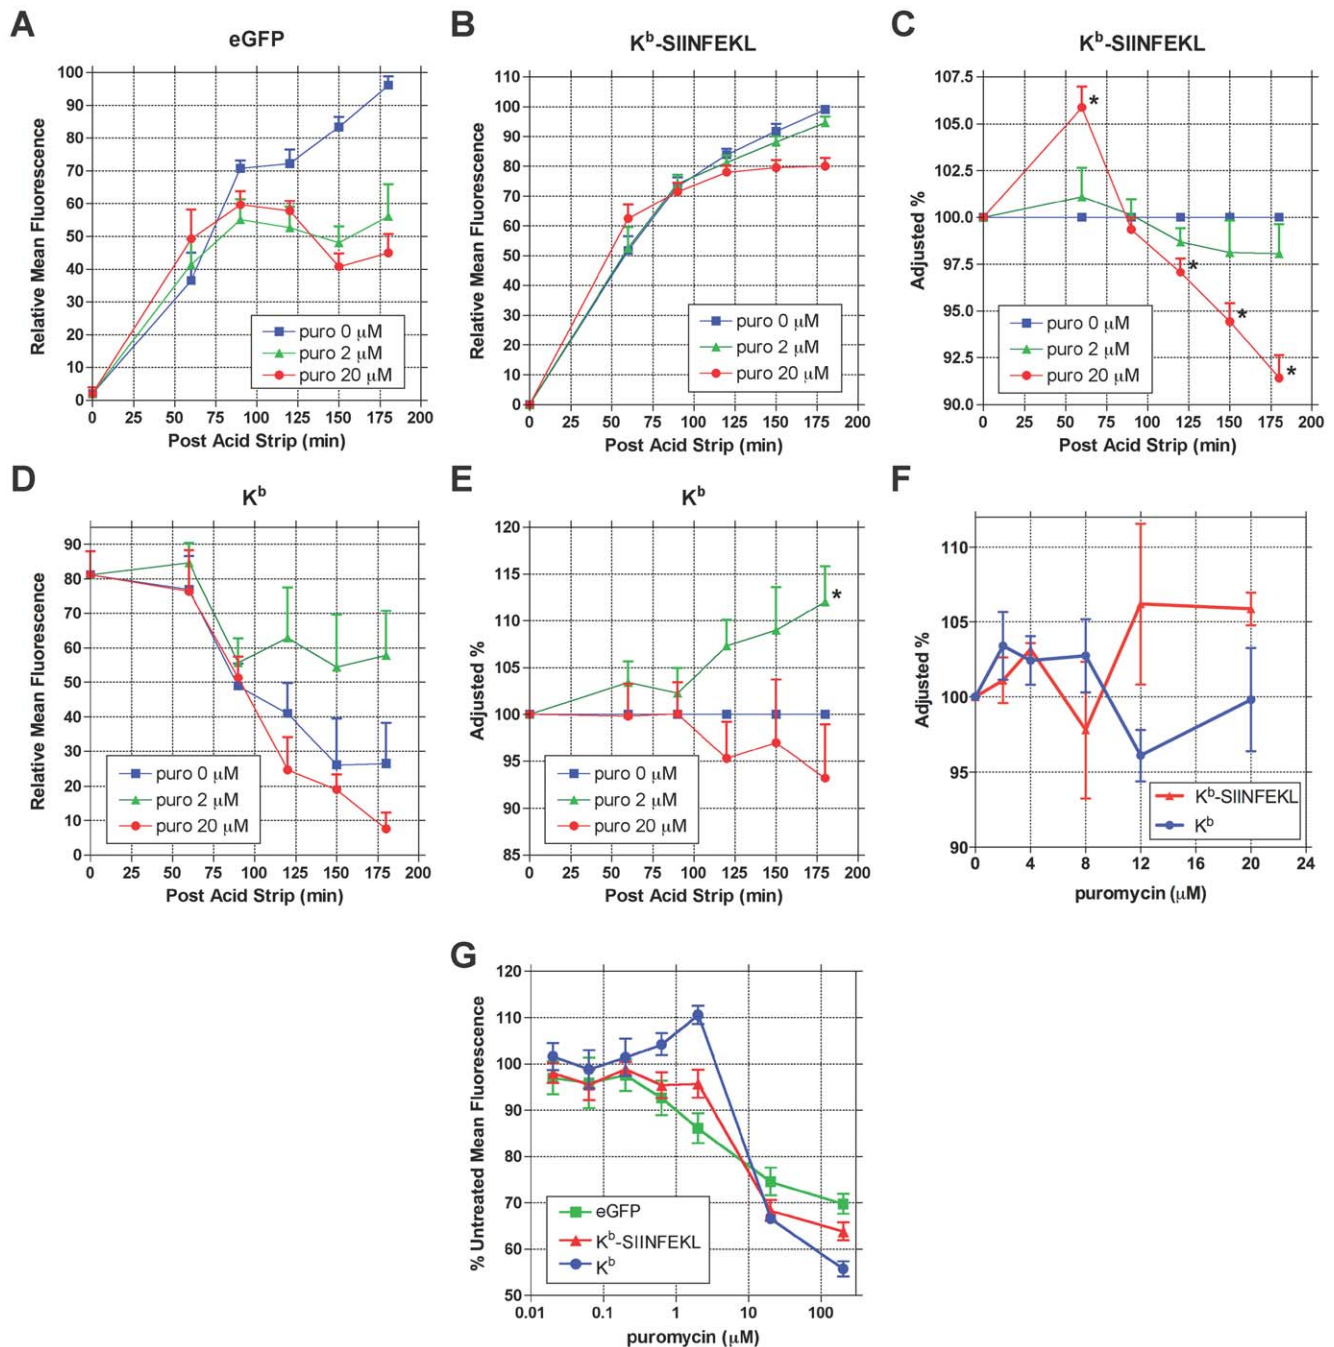 A
eGFP
Relative Mean Fluorescence
100
90
80
70
60
50
40
30
20
10
0
puro 0 μM
puro 2 μM
puro 20 μM
0 25 50 75 100 125 150 175 200
Post Acid Strip (min)
B
Kᵇ-SIINFEKL
Relative Mean Fluorescence
110
100
90
80
70
60
50
40
30
20
10
0
puro 0 μM
puro 2 μM
puro 20 μM
0 25 50 75 100 125 150 175 200
Post Acid Strip (min)
C
Kᵇ-SIINFEKL
Adjusted %
107.5
105.0
102.5
100.0
97.5
95.0
92.5
90.0
*
*
*
*
puro 0 μM
puro 2 μM
puro 20 μM
0 25 50 75 100 125 150 175 200
Post Acid Strip (min)
D
Kᵇ
Relative Mean Fluorescence
90
80
70
60
50
40
30
20
10
0
puro 0 μM
puro 2 μM
puro 20 μM
0 25 50 75 100 125 150 175 200
Post Acid Strip (min)
E
Kᵇ
Adjusted %
120
115
110
105
100
95
90
85
*
puro 0 μM
puro 2 μM
puro 20 μM
0 25 50 75 100 125 150 175 200
Post Acid Strip (min)
F
Adjusted %
110
105
100
95
90
Kᵇ-SIINFEKL
Kᵇ
0 4 8 12 16 20 24
puromycin (μM)
G
% Untreated Mean Fluorescence
120
110
100
90
80
70
60
50
eGFP
Kᵇ-SIINFEKL
Kᵇ
0.01 0.1 1 10 100
puromycin (μM)